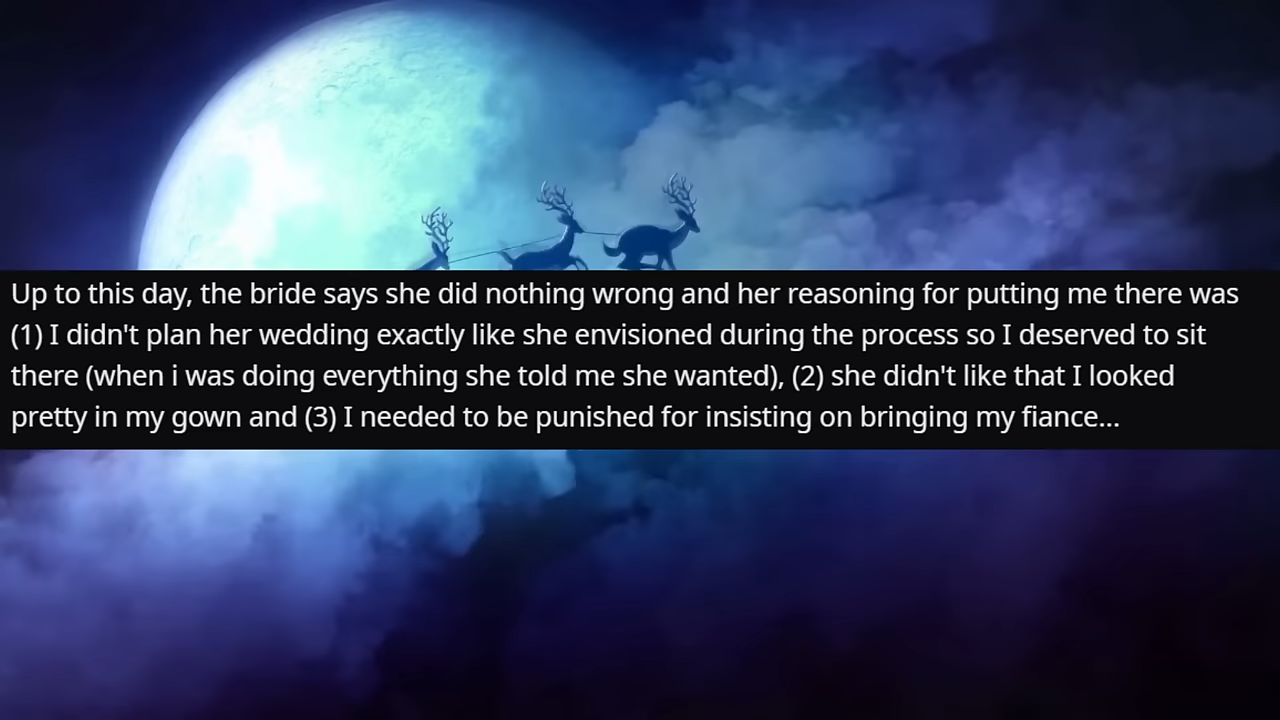 Up to this day, the bride says she did nothing wrong and her reasoning for putting me there was
(1) I didn't plan her wedding exactly like she envisioned during the process so I deserved to sit
there (when i was doing everything she told me she wanted), (2) she didn't like that I looked
pretty in my gown and (3) I needed to be punished for insisting on bringing my fiance...